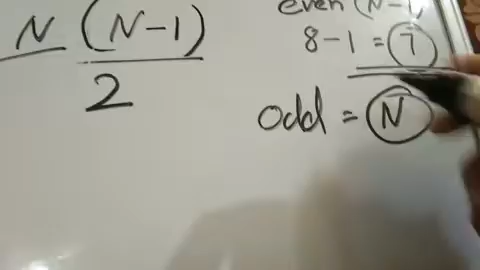 N (N-1)
2
even (N-1)
8-1 = 7
odd = N